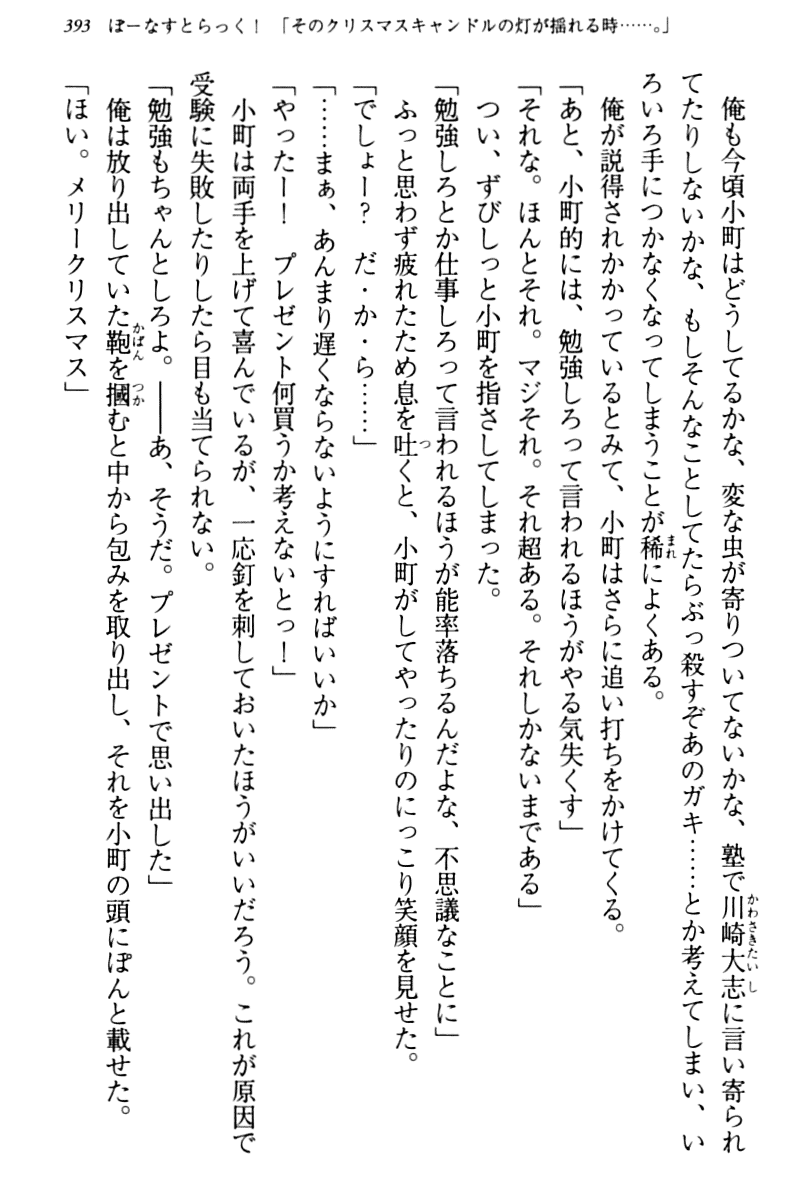 393　ぼーなすとらっく！　「そのクリスマスキャンドルの灯が揺れる時……。」
　俺も今頃小町はどうしてるかな、変な虫が寄りついてないかな、塾で川崎大志に言い寄られ
てたりしないかな、もしそんなことしてたらぶっ殺すぞあのガキ……とか考えてしまい、い
ろいろ手につかなくなってしまうことが稀によくある。
　俺が説得されかかっているとみて、小町はさらに追い打ちをかけてくる。
「あと、小町的には、勉強しろって言われるほうがやる気失くす」
「それな。ほんとそれ。マジそれ。それ超ある。それしかないまである」
　つい、ずびしっと小町を指さしてしまった。
「勉強しろとか仕事しろって言われるほうが能率落ちるんだよな、不思議なことに」
　ふっと思わず疲れたため息を吐くと、小町がしてやったりのにっこり笑顔を見せた。
「でしょー？　だ・か・ら……」
「……まぁ、あんまり遅くならないようにすればいいか」
「やったー！　プレゼント何買うか考えないとっ！」
　小町は両手を上げて喜んでいるが、一応釘を刺しておいたほうがいいだろう。これが原因で
受験に失敗したりしたら目も当てられない。
「勉強もちゃんとしろよ。――あ、そうだ。プレゼントで思い出した」
　俺は放り出していた鞄を摑むと中から包みを取り出し、それを小町の頭にぽんと載せた。
「ほい。メリークリスマス」